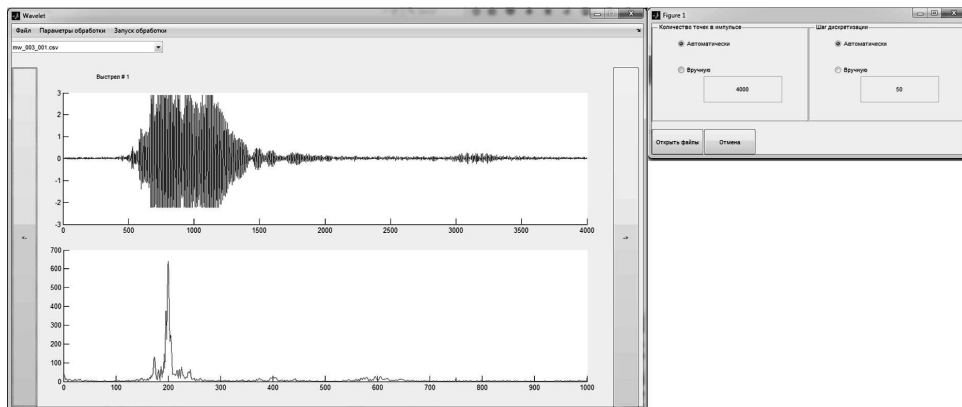 Wavelet
Файл Параметры обработки Запуск обработки
mw_003_001.csv
Выстрел # 1
3
2
1
0
-1
-2
-3
0 500 1000 1500 2000 2500 3000 3500 4000
<-
->
700
600
500
400
300
200
100
0
0 100 200 300 400 500 600 700 800 900 1000
Figure 1
Количество точек в импульсе
Автоматически
Вручную
4000
Шаг дискретизации
Автоматически
Вручную
50
Открыть файлы Отмена